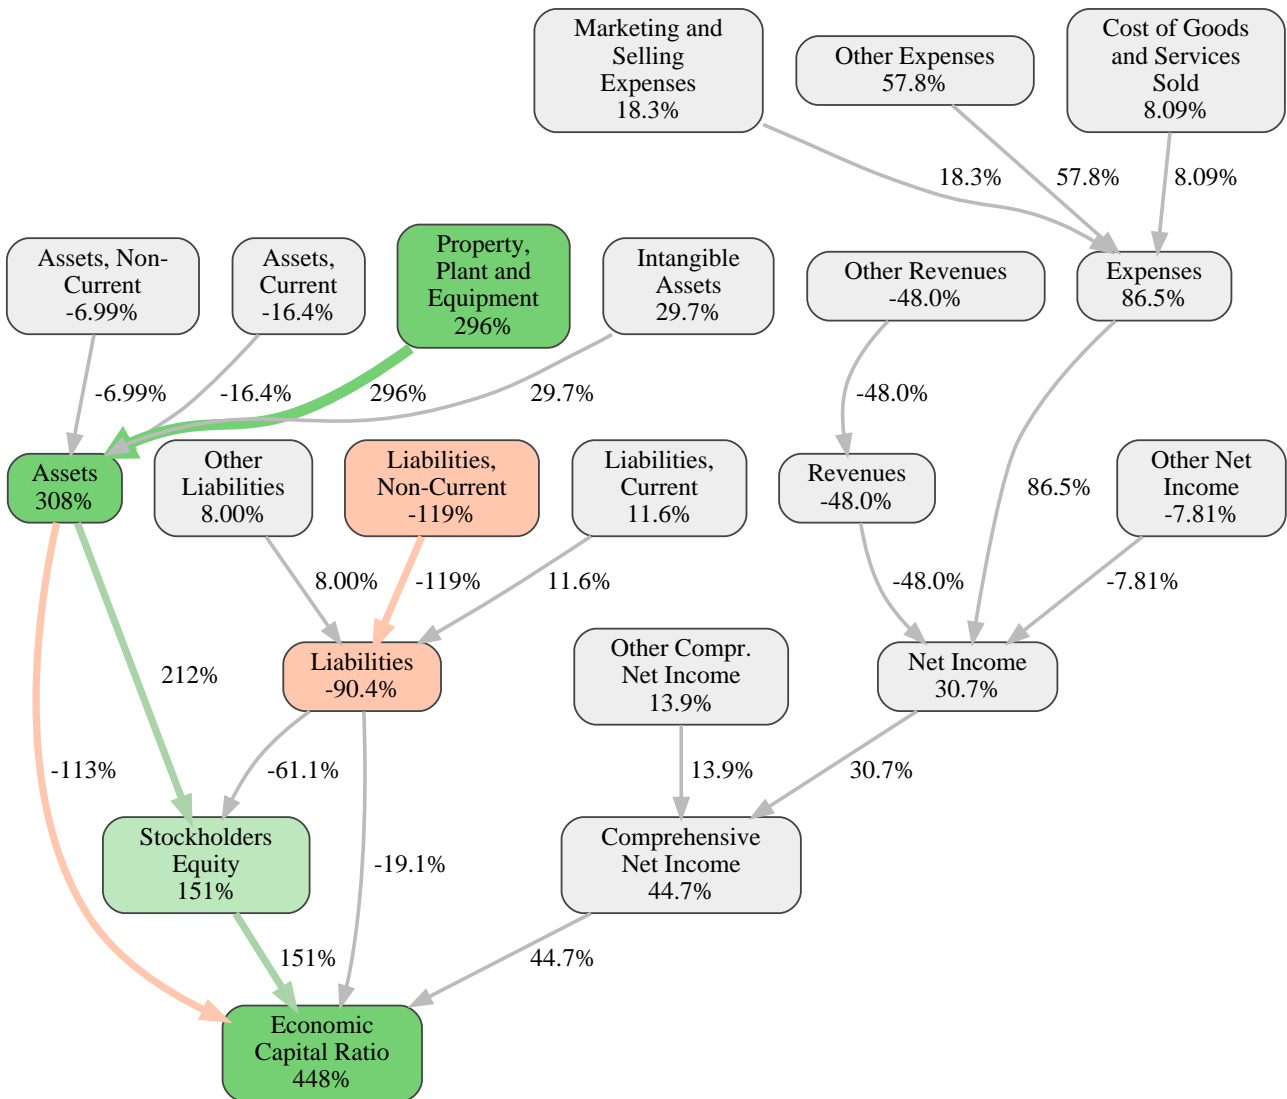 Marketing and
Selling
Expenses
18.3%
Other Expenses
57.8%
Cost of Goods
and Services
Sold
8.09%
18.3%
57.8%
8.09%
Assets, Non-
Current
-6.99%
Assets,
Current
-16.4%
Property,
Plant and
Equipment
296%
Intangible
Assets
29.7%
Other Revenues
-48.0%
Expenses
86.5%
-6.99%
-16.4%
296%
29.7%
-48.0%
Assets
308%
Other
Liabilities
8.00%
Liabilities,
Non-Current
-119%
Liabilities,
Current
11.6%
Revenues
-48.0%
86.5%
Other Net
Income
-7.81%
8.00%
-119%
11.6%
-48.0%
-7.81%
212%
Liabilities
-90.4%
Other Compr.
Net Income
13.9%
Net Income
30.7%
-113%
-61.1%
13.9%
30.7%
Stockholders
Equity
151%
-19.1%
Comprehensive
Net Income
44.7%
151%
44.7%
Economic
Capital Ratio
448%